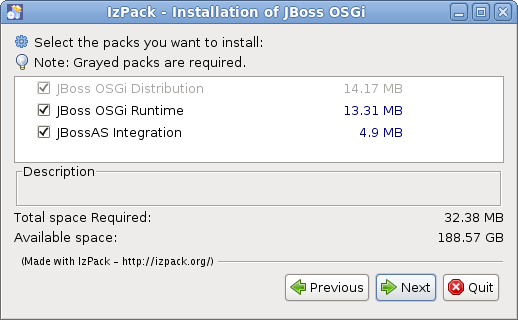 IzPack - Installation of JBoss OSGi
Select the packs you want to install:
Note: Grayed packs are required.
JBoss OSGi Distribution 14.17 MB
JBoss OSGi Runtime 13.31 MB
JBossAS Integration 4.9 MB
Description
Total space Required: 32.38 MB
Available space: 188.57 GB
(Made with IzPack - http://izpack.org/)
Previous Next Quit